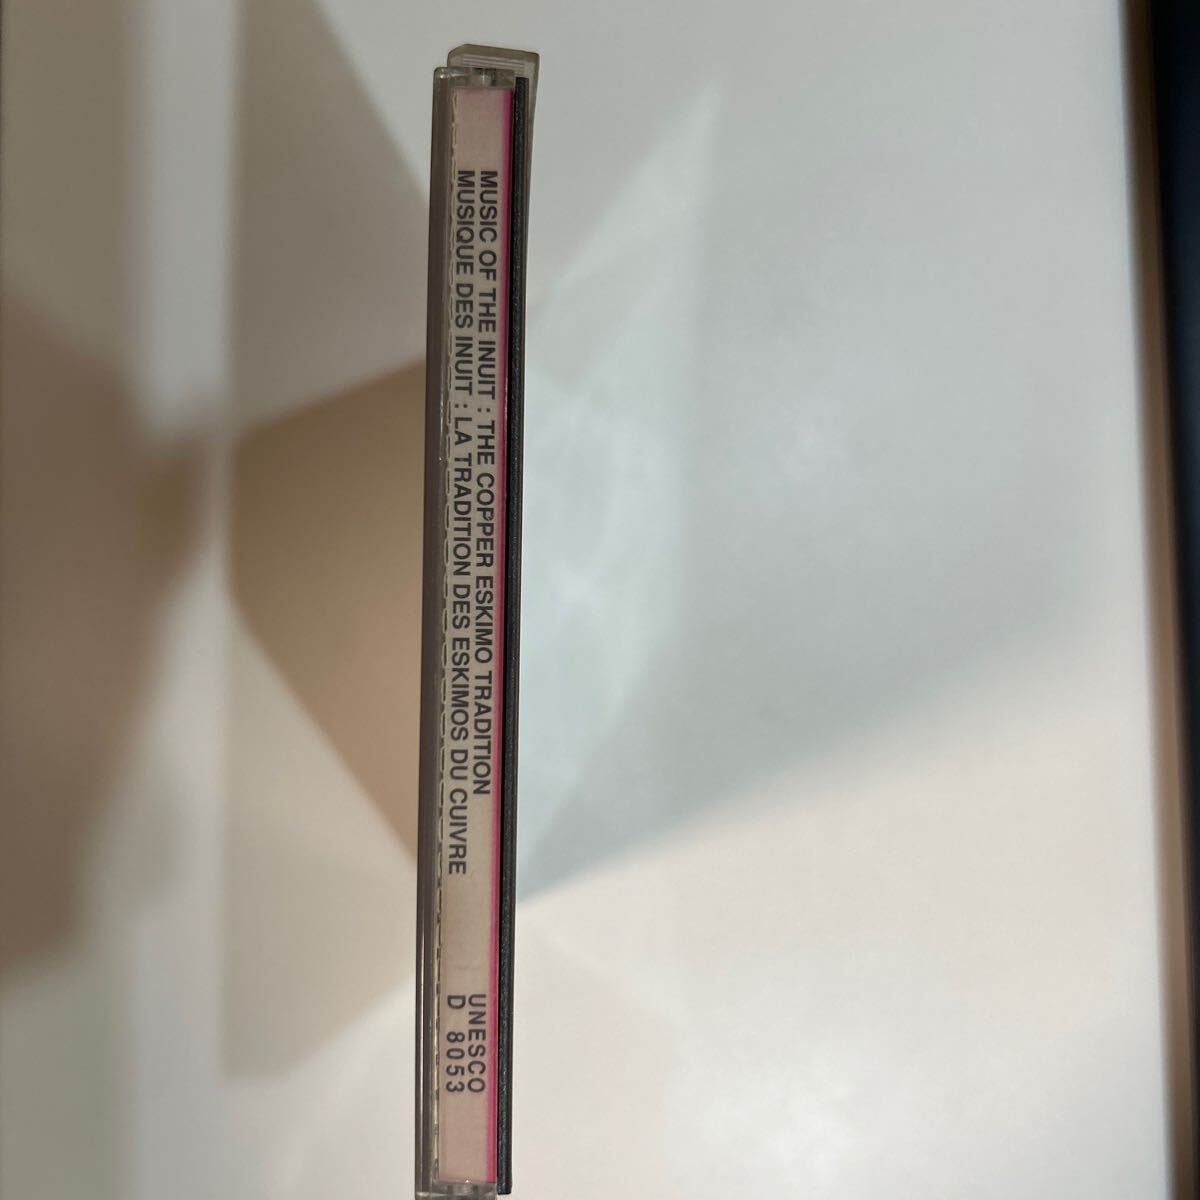 MUSIC OF THE INUIT : THE COPPER ESKIMO TRADITION
MUSIQUE DES INUIT : LA TRADITION DES ESKIMOS DU CUIVRE
UNESCO
D 8053